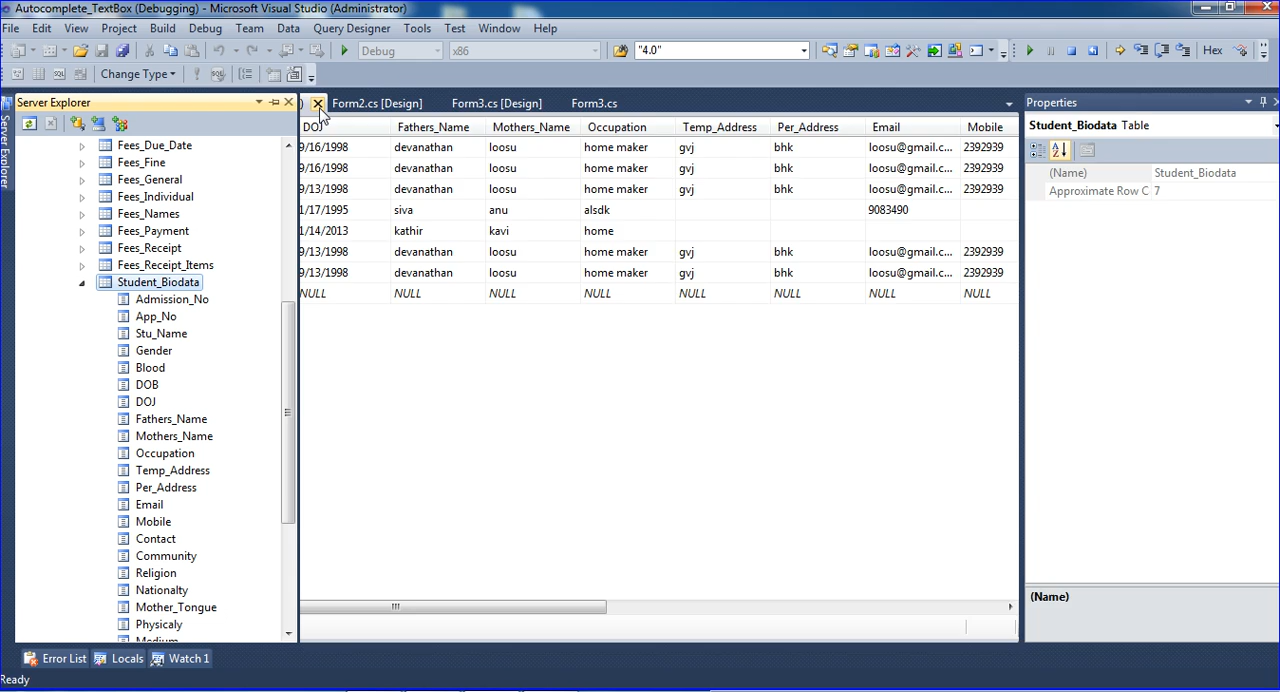 Autocomplete_TextBox (Debugging) - Microsoft Visual Studio (Administrator)
File Edit View Project Build Debug Team Data Query Designer Tools Test Window Help
Debug x86 "4.0" Hex
Change Type
Server Explorer
Form2.cs [Design] Form3.cs [Design] Form3.cs
Properties
Server Explorer
Student_Biodata Table
(Name) Student_Biodata
Approximate Row C 7
Fees_Due_Date
Fees_Fine
Fees_General
Fees_Individual
Fees_Names
Fees_Payment
Fees_Receipt
Fees_Receipt_Items
Student_Biodata
Admission_No
App_No
Stu_Name
Gender
Blood
DOB
DOJ
Fathers_Name
Mothers_Name
Occupation
Temp_Address
Per_Address
Email
Mobile
Contact
Community
Religion
Nationalty
Mother_Tongue
Physicaly
Medium
DOJ Fathers_Name Mothers_Name Occupation Temp_Address Per_Address Email Mobile
9/16/1998 devanathan loosu home maker gvj bhk loosu@gmail.c... 2392939
9/16/1998 devanathan loosu home maker gvj bhk loosu@gmail.c... 2392939
9/13/1998 devanathan loosu home maker gvj bhk loosu@gmail.c... 2392939
1/17/1995 siva anu alsdk 9083490
1/14/2013 kathir kavi home
9/13/1998 devanathan loosu home maker gvj bhk loosu@gmail.c... 2392939
9/13/1998 devanathan loosu home maker gvj bhk loosu@gmail.c... 2392939
NULL NULL NULL NULL NULL NULL NULL NULL
(Name)
Error List Locals Watch 1
Ready